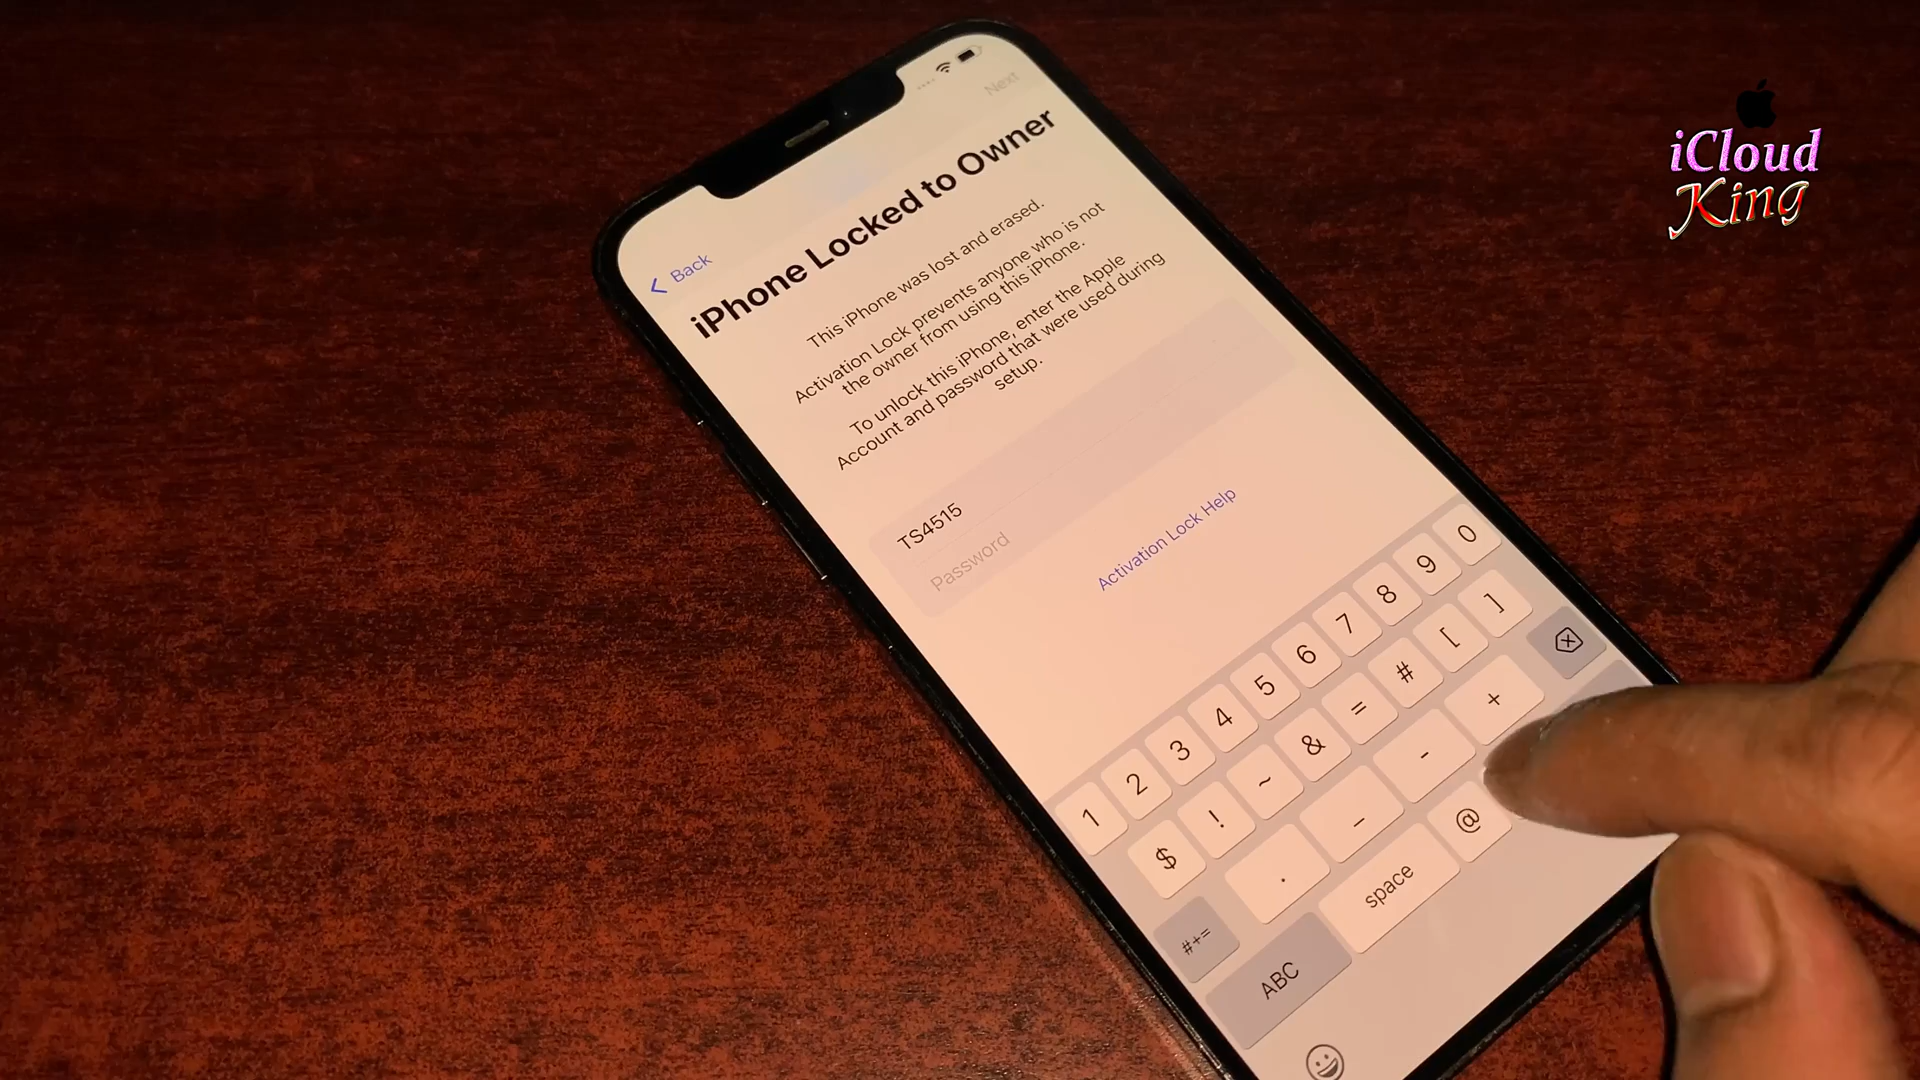 Next
Back
iPhone Locked to Owner
This iPhone was lost and erased.
Activation Lock prevents anyone who is not
the owner from using this iPhone.
To unlock this iPhone, enter the Apple
Account and password that were used during
setup.
TS4515
Password
Activation Lock Help
1 2 3 4 5 6 7 8 9 0
$ ! ~ & = # [ ]
#+= . _ - +
ABC space @
iCloud
King